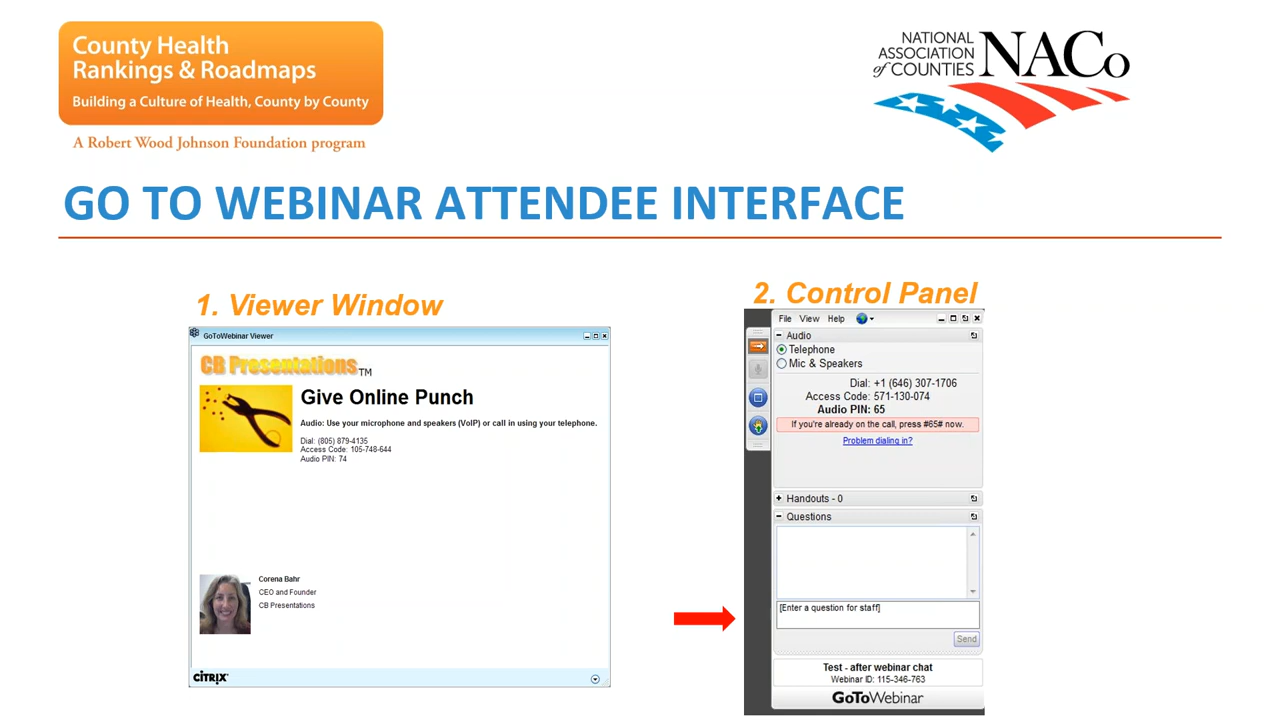 County Health
Rankings & Roadmaps
Building a Culture of Health, County by County
A Robert Wood Johnson Foundation program
NATIONAL
ASSOCIATION
of COUNTIES
NACo
GO TO WEBINAR ATTENDEE INTERFACE
1. Viewer Window
GoToWebinar Viewer
CB Presentations™
Give Online Punch
Audio: Use your microphone and speakers (VoIP) or call in using your telephone.
Dial: (805) 879-4135
Access Code: 105-748-644
Audio PIN: 74
Corena Bahr
CEO and Founder
CB Presentations
CITRIX
2. Control Panel
File View Help
Audio
Telephone
Mic & Speakers
Dial: +1 (646) 307-1706
Access Code: 571-130-074
Audio PIN: 65
If you're already on the call, press #65# now.
Problem dialing in?
Handouts - 0
Questions
[Enter a question for staff]
Send
Test - after webinar chat
Webinar ID: 115-346-763
GoToWebinar